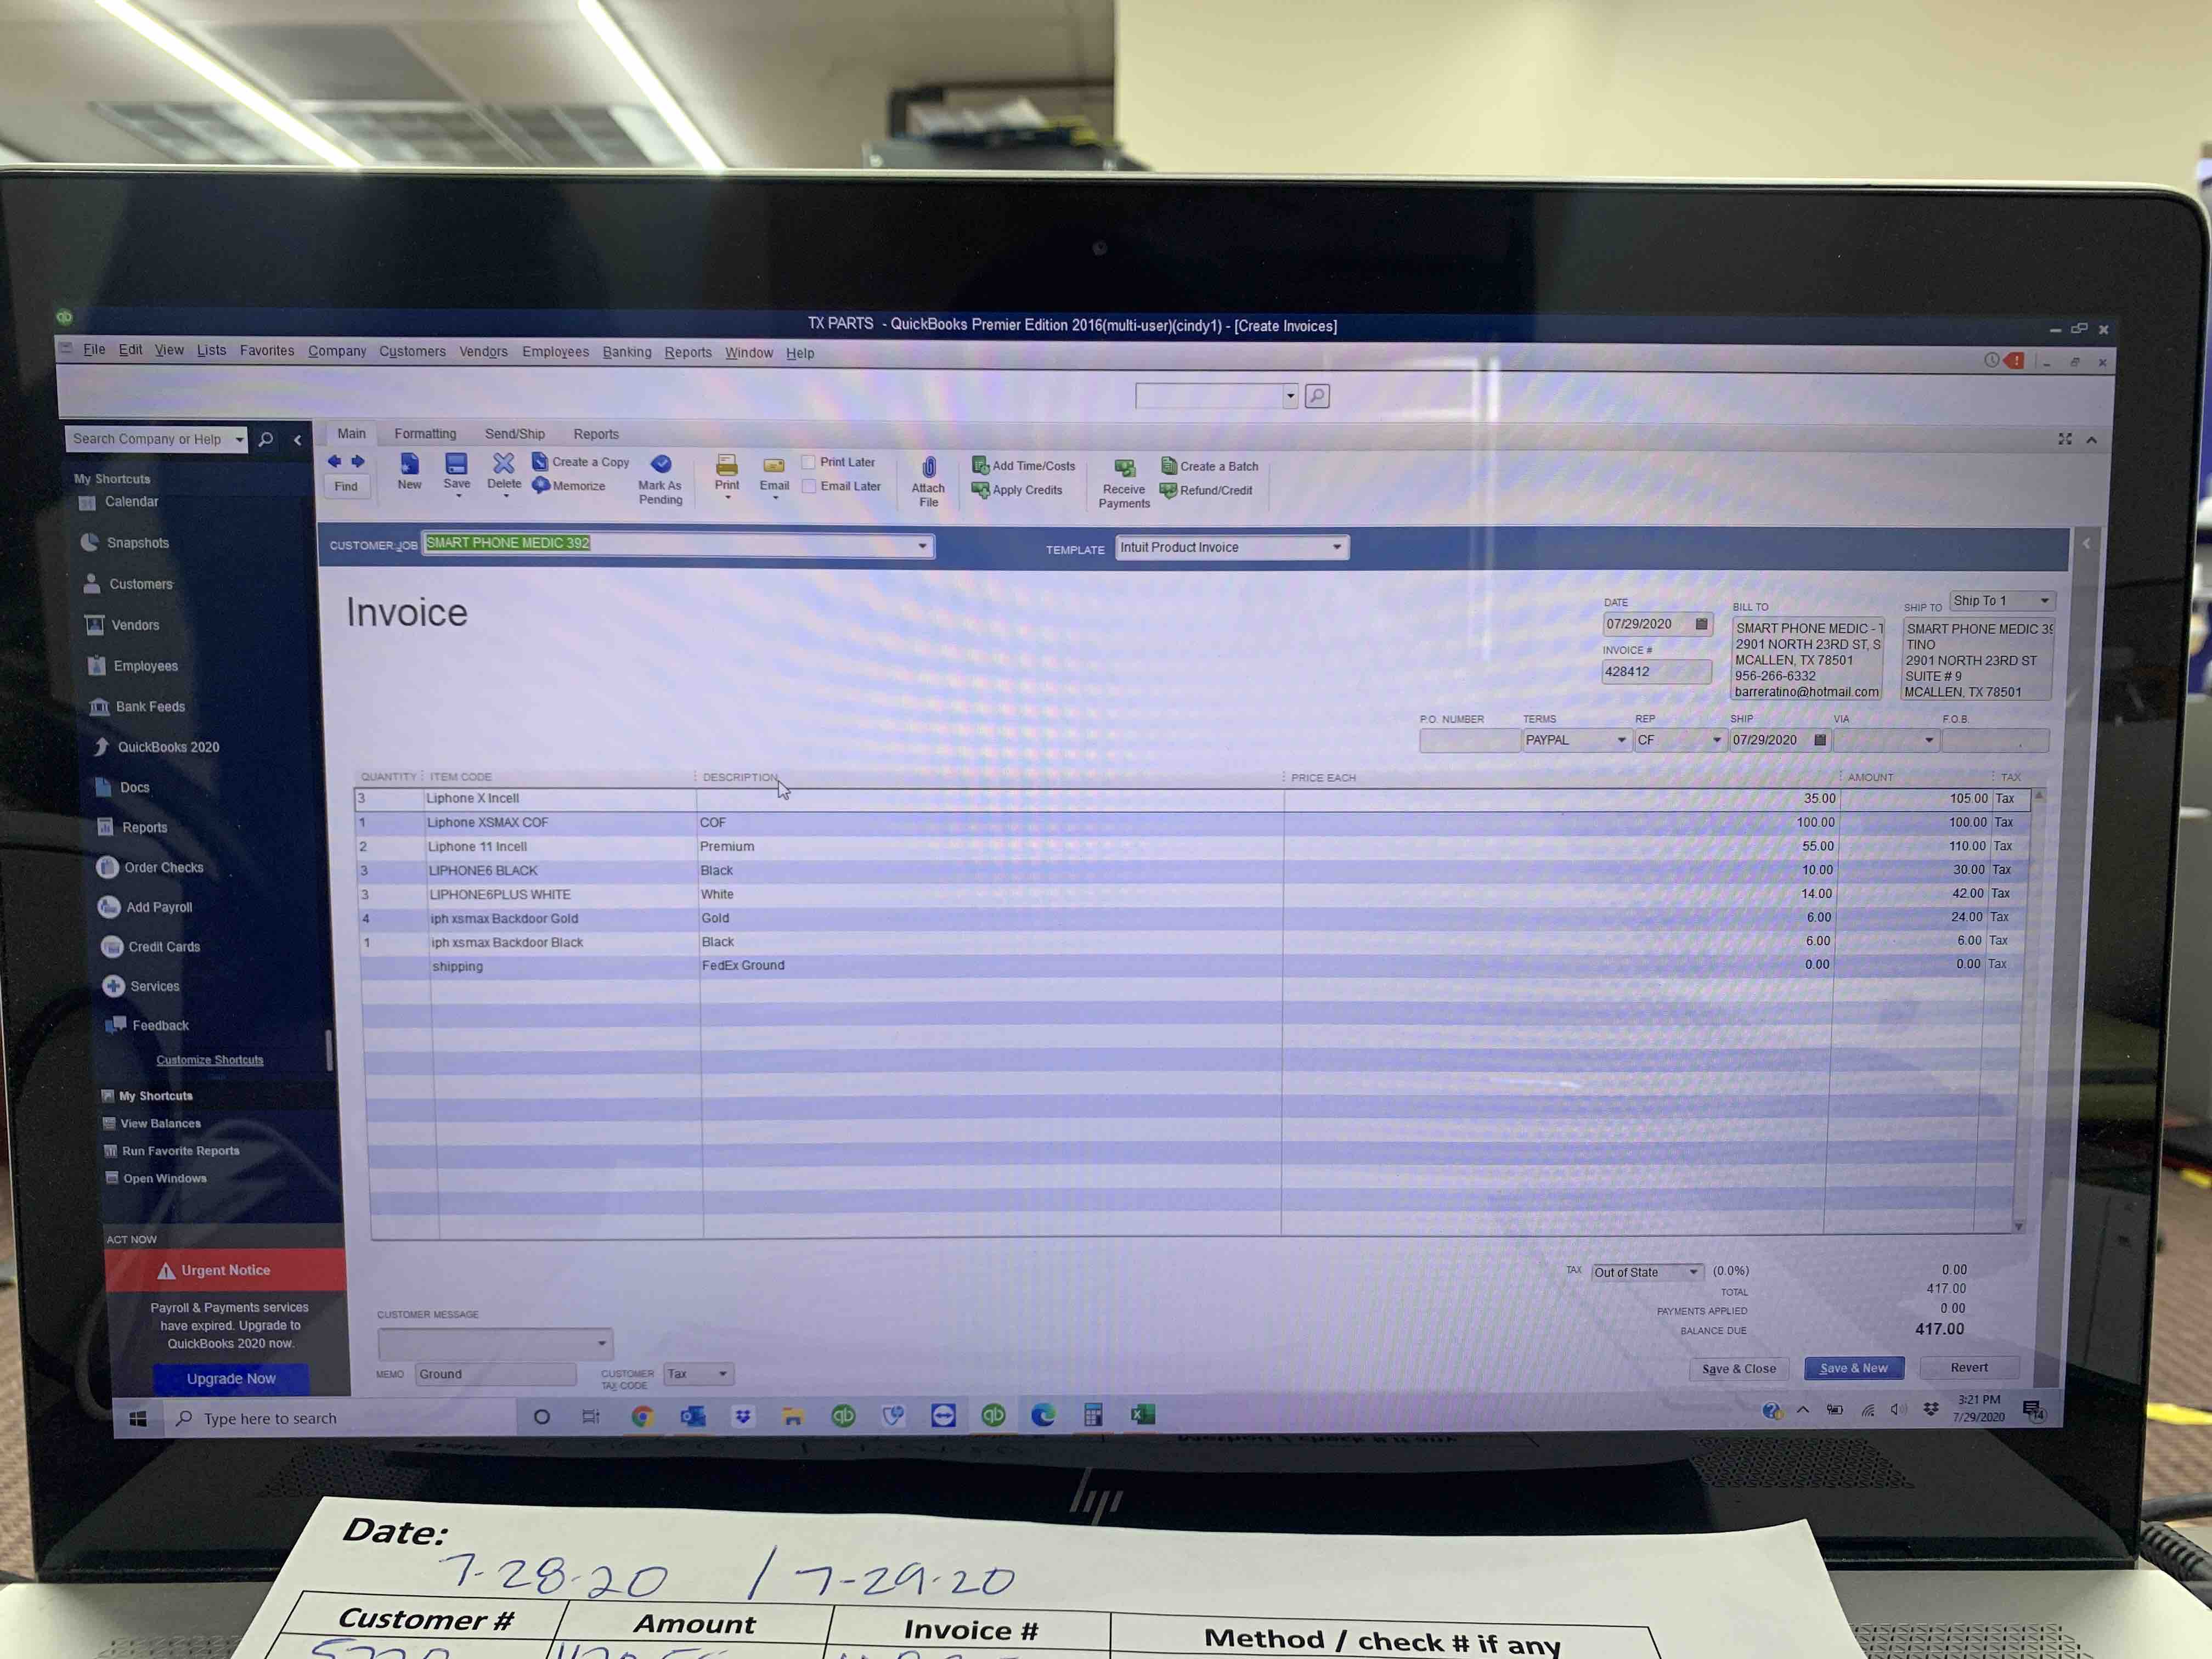 TX PARTS - QuickBooks Premier Edition 2016(multi-user)(cindy1) - [Create Invoices]
File Edit View Lists Favorites Company Customers Vendors Employees Banking Reports Window Help
Search Company or Help
My Shortcuts
Calendar
Snapshots
Customers
Vendors
Employees
Bank Feeds
QuickBooks 2020
Docs
Reports
Order Checks
Add Payroll
Credit Cards
Services
Feedback
Customize Shortcuts
My Shortcuts
View Balances
Run Favorite Reports
Open Windows
ACT NOW
Urgent Notice
Payroll & Payments services
have expired. Upgrade to
QuickBooks 2020 now.
Upgrade Now
Main Formatting Send/Ship Reports
Find New Save Delete Create a Copy Memorize Mark As Pending Print Email Print Later Email Later Attach File Add Time/Costs Apply Credits Receive Payments Create a Batch Refund/Credit
CUSTOMER:JOB SMART PHONE MEDIC 392 TEMPLATE Intuit Product Invoice
Invoice
DATE
07/29/2020
INVOICE #
428412
BILL TO
SMART PHONE MEDIC - T
2901 NORTH 23RD ST, S
MCALLEN, TX 78501
956-266-6332
barreratino@hotmail.com
SHIP TO Ship To 1
SMART PHONE MEDIC 39
TINO
2901 NORTH 23RD ST
SUITE # 9
MCALLEN, TX 78501
P.O. NUMBER TERMS REP SHIP VIA F.O.B.
PAYPAL CF 07/29/2020
QUANTITY ITEM CODE DESCRIPTION PRICE EACH AMOUNT TAX
3 Liphone X Incell 35.00 105.00 Tax
1 Liphone XSMAX COF COF 100.00 100.00 Tax
2 Liphone 11 Incell Premium 55.00 110.00 Tax
3 LIPHONE6 BLACK Black 10.00 30.00 Tax
3 LIPHONE6PLUS WHITE White 14.00 42.00 Tax
4 iph xsmax Backdoor Gold Gold 6.00 24.00 Tax
1 iph xsmax Backdoor Black Black 6.00 6.00 Tax
shipping FedEx Ground 0.00 0.00 Tax
TAX Out of State (0.0%) 0.00
TOTAL 417.00
PAYMENTS APPLIED 0.00
BALANCE DUE 417.00
CUSTOMER MESSAGE
MEMO Ground CUSTOMER TAX CODE Tax
Save & Close Save & New Revert
Type here to search
3:21 PM
7/29/2020
hp
Date:
7-28-20 / 7-29-20
Customer # Amount Invoice # Method / check # if any